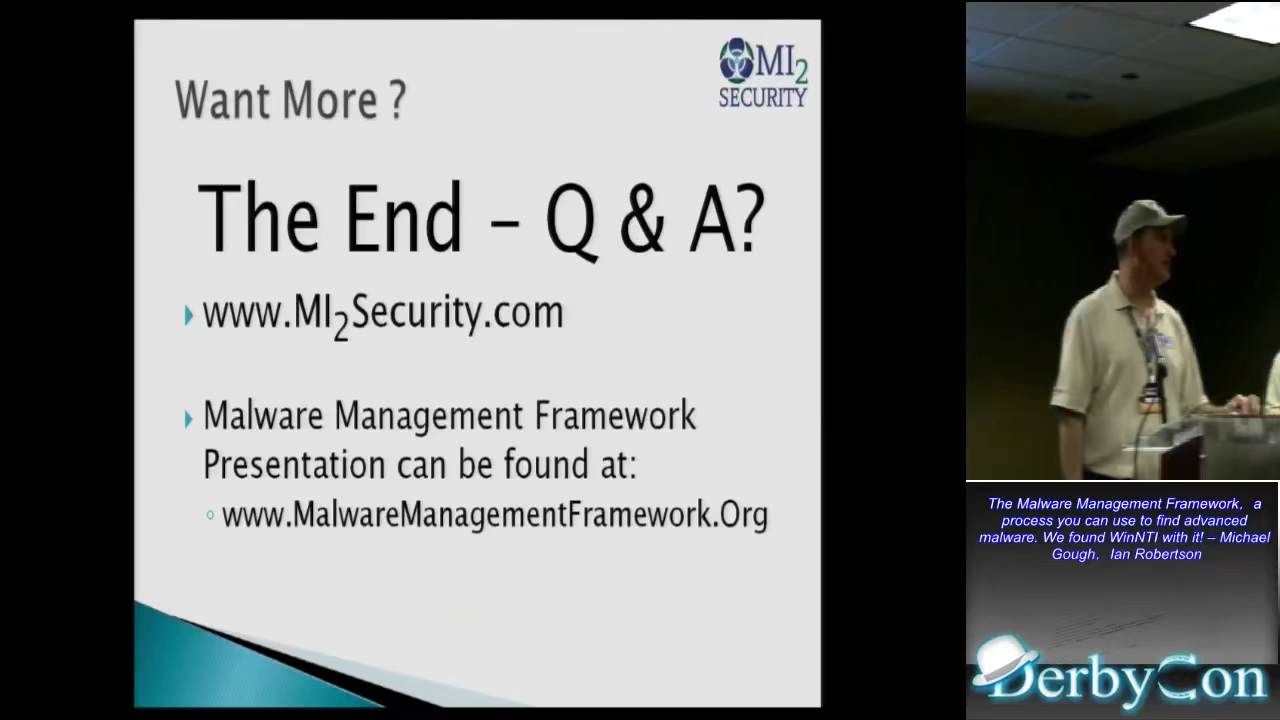 Want More ?
MI2
SECURITY
The End – Q & A?
www.MI2Security.com
Malware Management Framework
Presentation can be found at:
www.MalwareManagementFramework.Org
The Malware Management Framework, a
process you can use to find advanced
malware. We found WinNTI with it! – Michael
Gough, Ian Robertson
DerbyCon